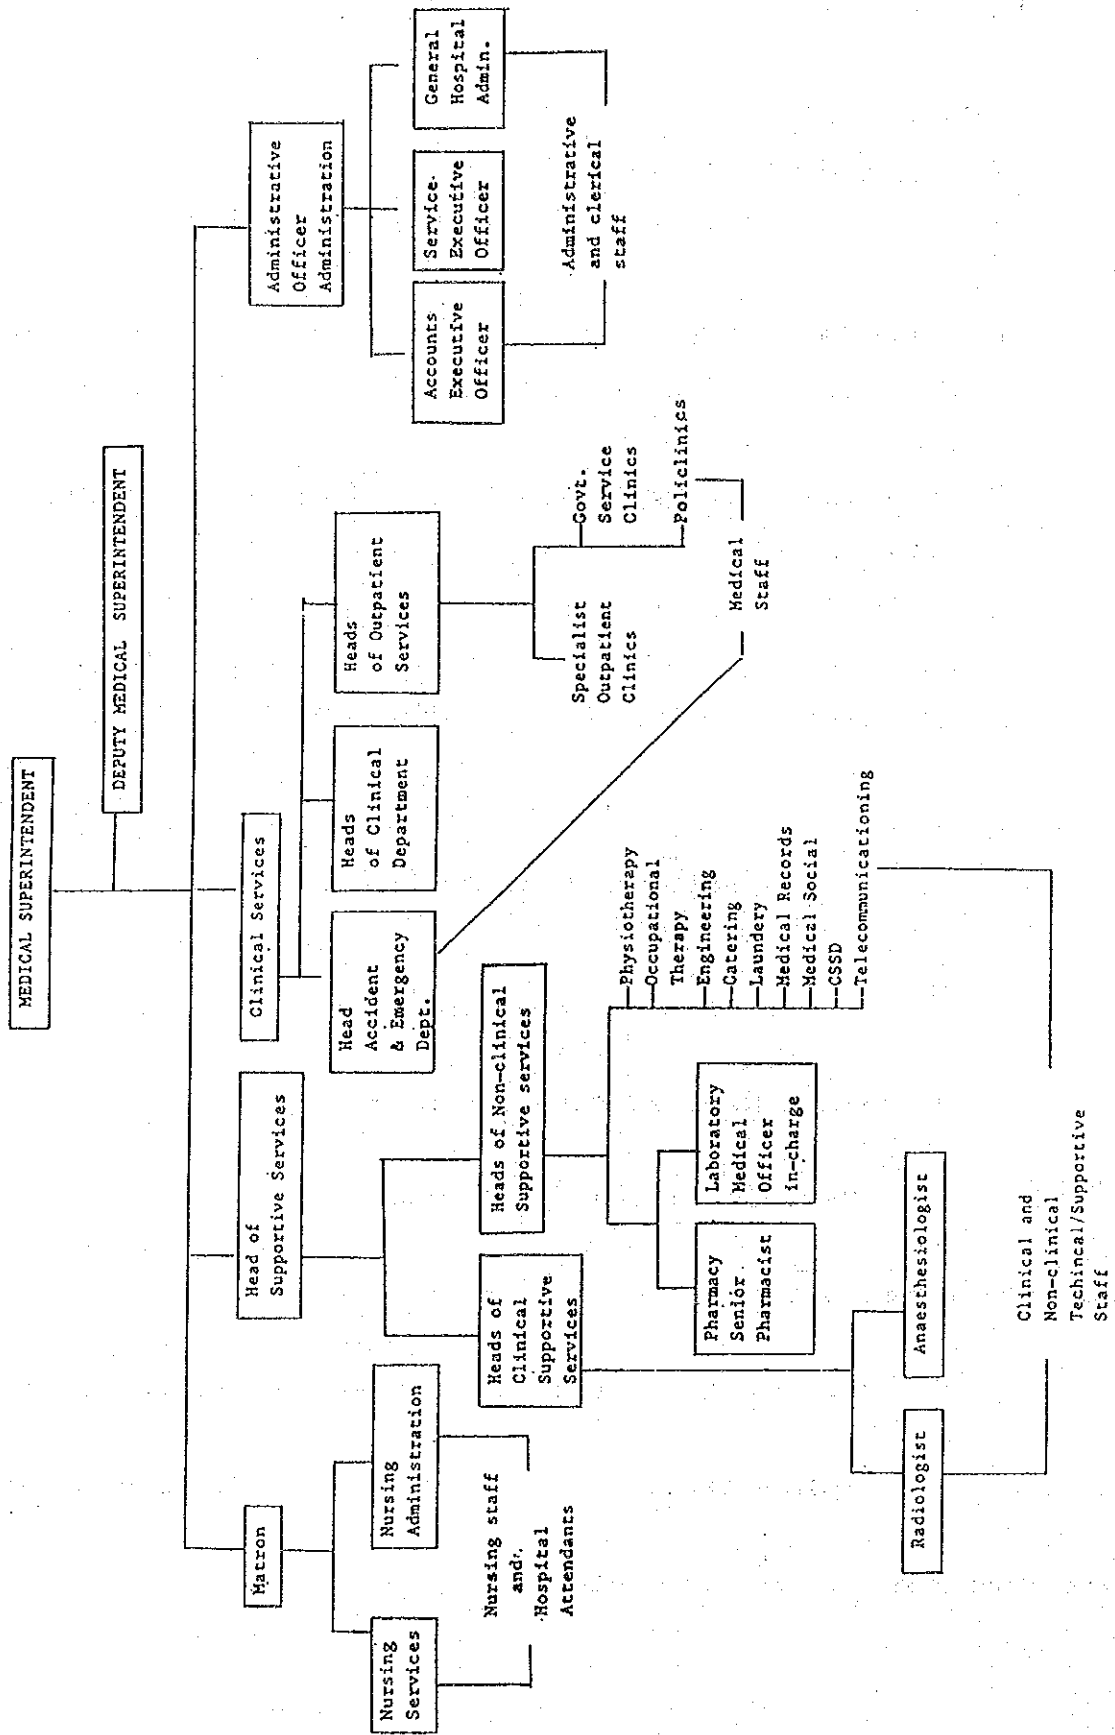 MEDICAL SUPERINTENDENT
DEPUTY MEDICAL SUPERINTENDENT
Matron
Head of
Supportive Services
Clinical Services
Administrative
Officer
Administration
Nursing
Services
Nursing
Administration
Nursing staff
and
Hospital
Attendants
Heads of
Clinical
Supportive
Services
Heads of Non-clinical
Supportive services
Head
Accident
& Emergency
Dept.
Heads
of Clinical
Department
Heads
of Outpatient
Services
Accounts
Executive
Officer
Service
Executive
Officer
General
Hospital
Admin.
Administrative
and clerical
staff
Specialist
Outpatient
Clinics
Govt.
Service
Clinics
Policlinics
Medical
Staff
Pharmacy
Senior
Pharmacist
Laboratory
Medical
Officer
in-charge
Physiotherapy
Occupational
Therapy
Engineering
Catering
Laundery
Medical Records
Medical Social
CSSD
Telecommunicationing
Radiologist
Anaesthesiologist
Clinical and
Non-clinical
Techincal/Supportive
Staff